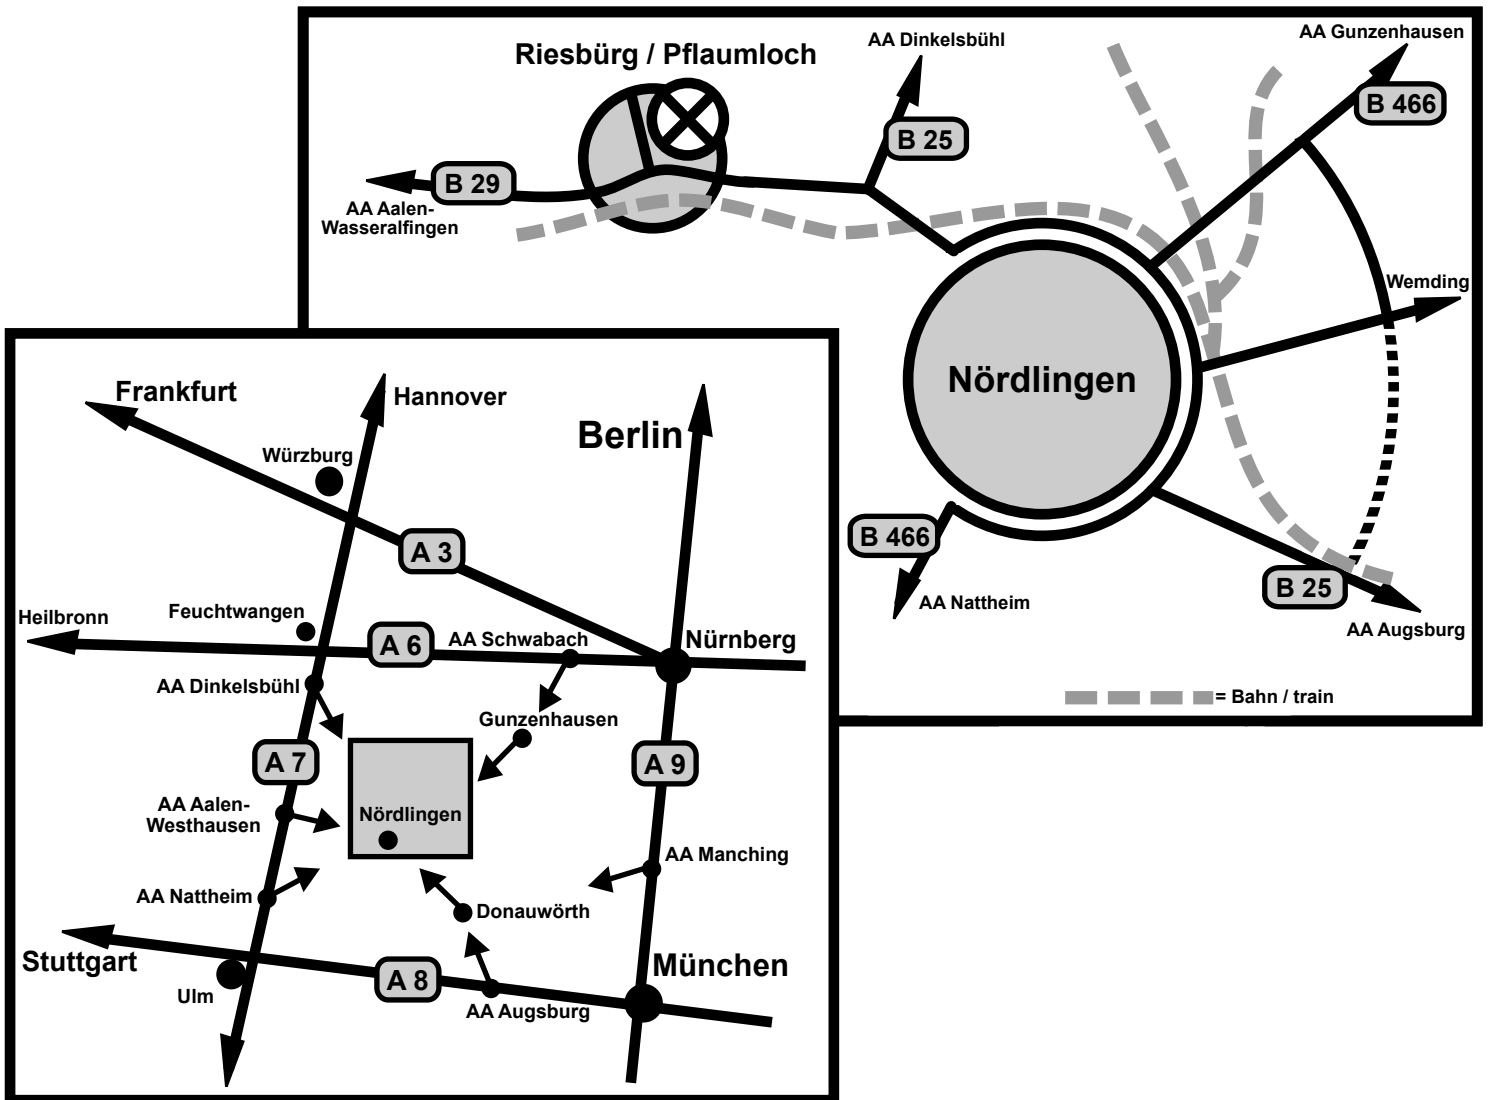 Riesbürg / Pflaumloch
AA Dinkelsbühl
AA Gunzenhausen
B 466
B 25
B 29
AA Aalen-
Wasseralfingen
Wemding
Nördlingen
B 466
AA Nattheim
B 25
AA Augsburg
= Bahn / train
Frankfurt
Hannover
Berlin
Würzburg
A 3
Feuchtwangen
Heilbronn
A 6
AA Schwabach
Nürnberg
AA Dinkelsbühl
Gunzenhausen
A 7
A 9
AA Aalen-
Westhausen
Nördlingen
AA Manching
AA Nattheim
Donauwörth
Stuttgart
München
A 8
Ulm
AA Augsburg